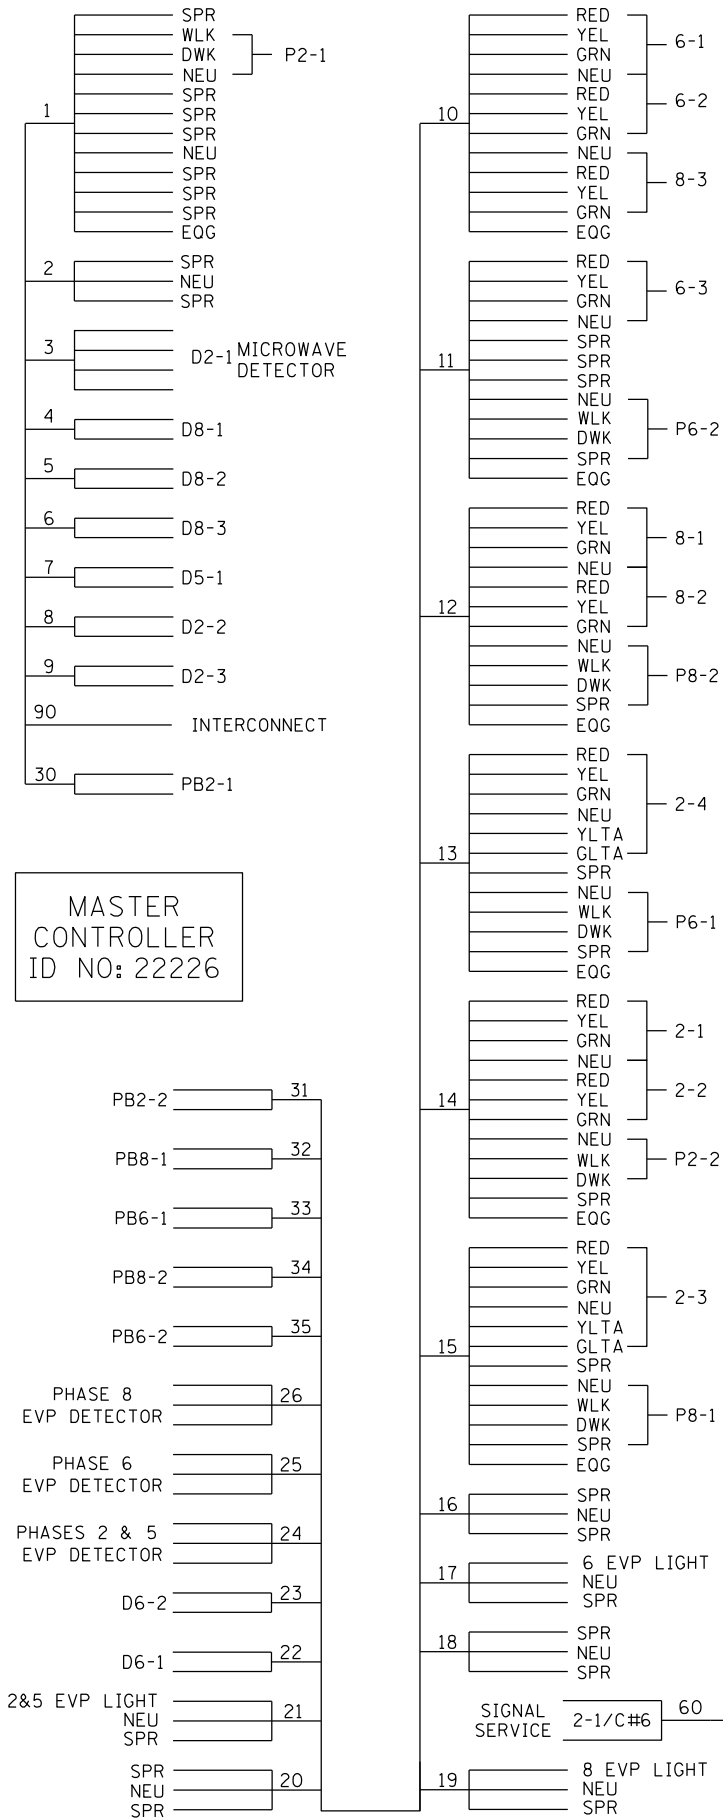 1
SPR
WLK
DWK
NEU
SPR
SPR
SPR
NEU
SPR
SPR
SPR
EQG
P2-1
2
SPR
NEU
SPR
3
D2-1 MICROWAVE
DETECTOR
4
D8-1
5
D8-2
6
D8-3
7
D5-1
8
D2-2
9
D2-3
90
INTERCONNECT
30
PB2-1
MASTER
CONTROLLER
ID NO: 22226
PB2-2
31
PB8-1
32
PB6-1
33
PB8-2
34
PB6-2
35
PHASE 8
EVP DETECTOR
26
PHASE 6
EVP DETECTOR
25
PHASES 2 & 5
EVP DETECTOR
24
D6-2
23
D6-1
22
2&5 EVP LIGHT
NEU
SPR
21
SPR
NEU
SPR
20
10
RED
YEL
GRN
NEU
RED
YEL
GRN
NEU
RED
YEL
GRN
EQG
6-1
6-2
8-3
11
RED
YEL
GRN
NEU
SPR
SPR
SPR
NEU
WLK
DWK
SPR
EQG
6-3
P6-2
12
RED
YEL
GRN
NEU
RED
YEL
GRN
NEU
WLK
DWK
SPR
EQG
8-1
8-2
P8-2
13
RED
YEL
GRN
NEU
YLTA
GLTA
SPR
NEU
WLK
DWK
SPR
EQG
2-4
P6-1
14
RED
YEL
GRN
NEU
RED
YEL
GRN
NEU
WLK
DWK
SPR
EQG
2-1
2-2
P2-2
15
RED
YEL
GRN
NEU
YLTA
GLTA
SPR
NEU
WLK
DWK
SPR
EQG
2-3
P8-1
16
SPR
NEU
SPR
17
6 EVP LIGHT
NEU
SPR
18
SPR
NEU
SPR
SIGNAL
SERVICE
2-1/C#6
60
19
8 EVP LIGHT
NEU
SPR